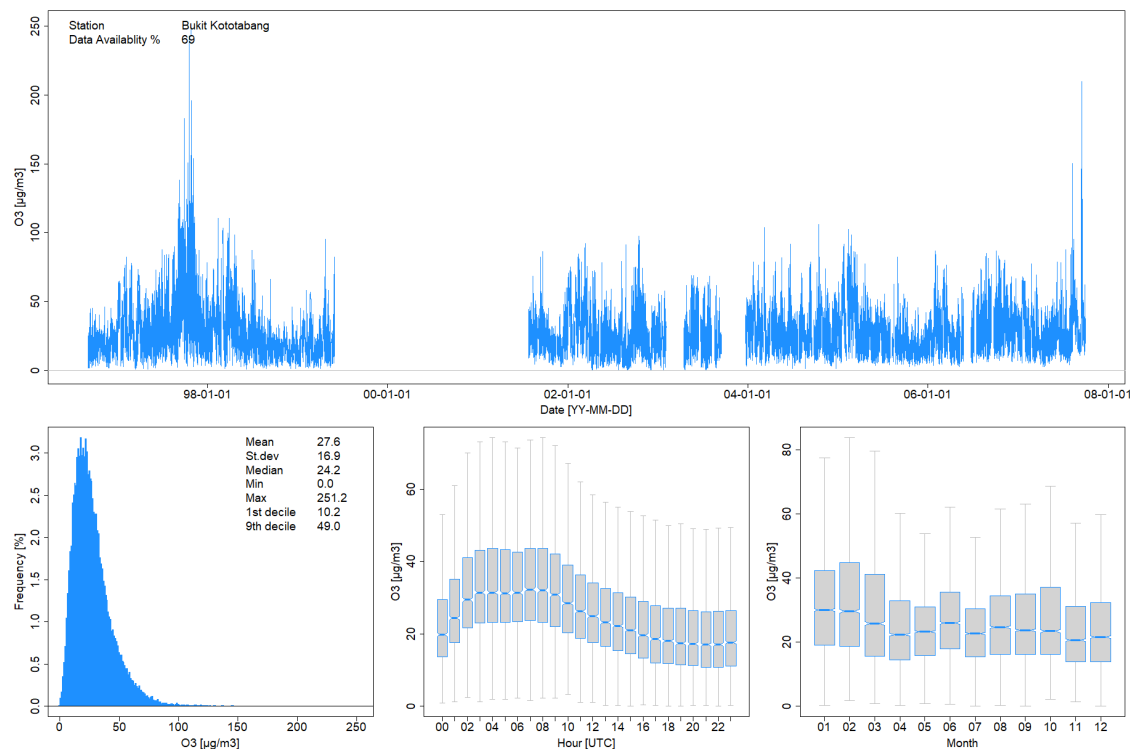 Station Bukit Kototabang
Data Availablity % 69
250
200
150
100
50
0
O3 [µg/m3]
98-01-01 00-01-01 02-01-01 04-01-01 06-01-01 08-01-01
Date [YY-MM-DD]
Mean 27.6
St.dev 16.9
Median 24.2
Min 0.0
Max 251.2
1st decile 10.2
9th decile 49.0
3.0
2.5
2.0
1.5
1.0
0.5
0.0
Frequency [%]
0 50 100 150 200 250
O3 [µg/m3]
60
40
20
0
O3 [µg/m3]
00 02 04 06 08 10 12 14 16 18 20 22
Hour [UTC]
80
60
40
20
0
O3 [µg/m3]
01 02 03 04 05 06 07 08 09 10 11 12
Month